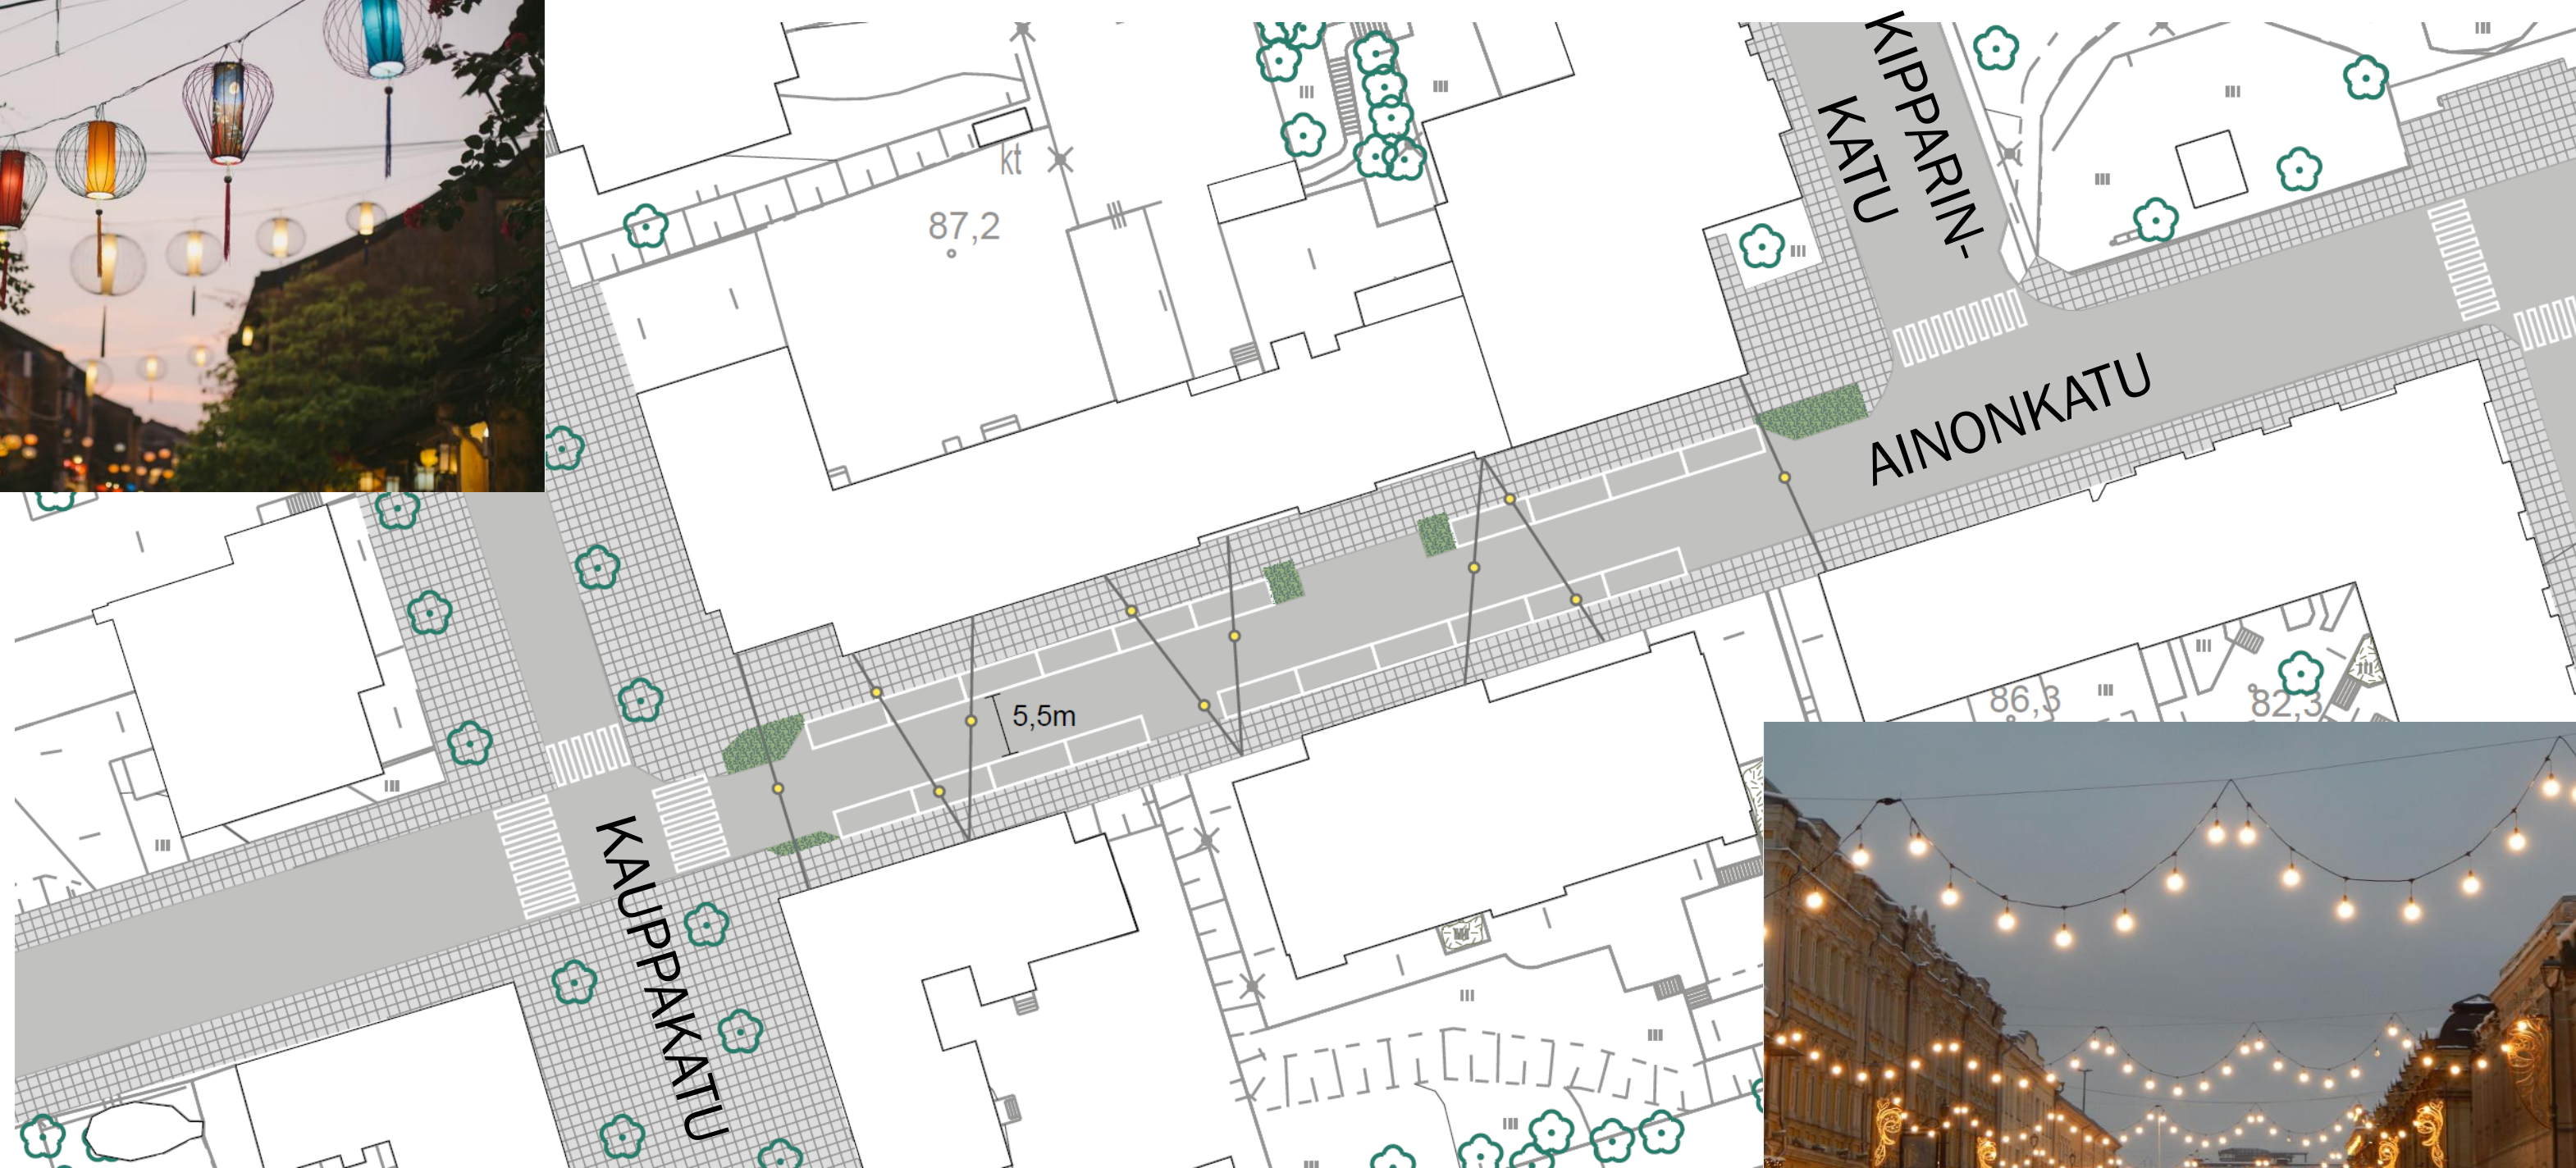 KIPPARIN-
KATU
kt
87,2
AINONKATU
5,5m
86,3
82,3
KAUPPAKATU